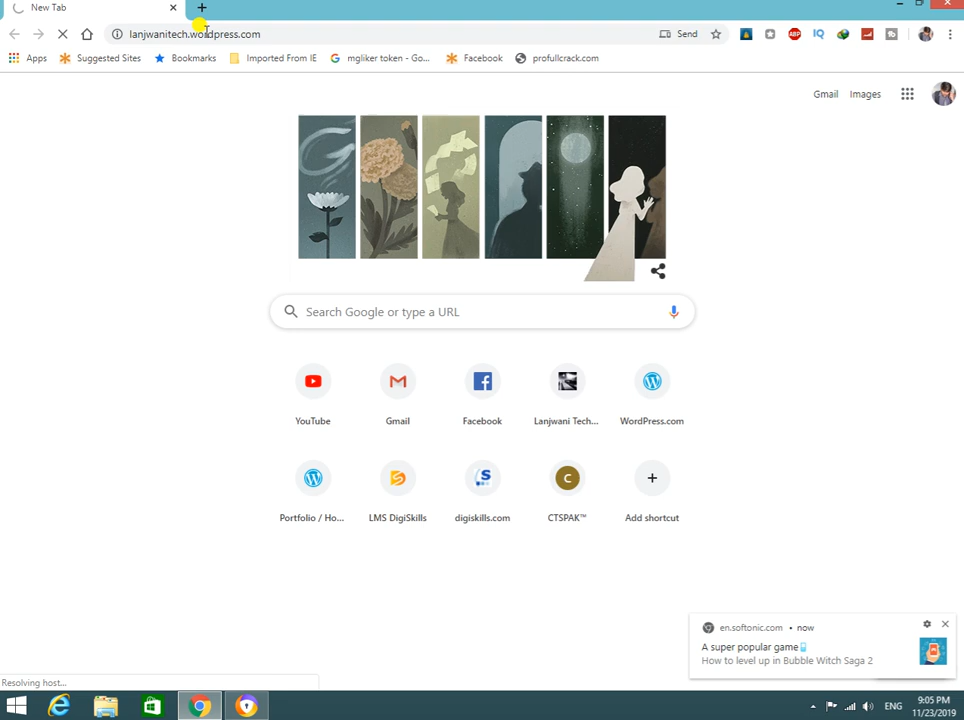 New Tab
lanjwanitech.wordpress.com
Send
ABP
IQ
Apps
Suggested Sites
Bookmarks
Imported From IE
G
mgliker token - Go...
Facebook
profullcrack.com
Gmail
Images
Search Google or type a URL
YouTube
Gmail
Facebook
Lanjwani Tech...
WordPress.com
C
Portfolio / Ho...
LMS DigiSkills
digiskills.com
CTSPAK™
Add shortcut
en.softonic.com • now
A super popular game
How to level up in Bubble Witch Saga 2
Resolving host...
ENG
9:05 PM
11/23/2019